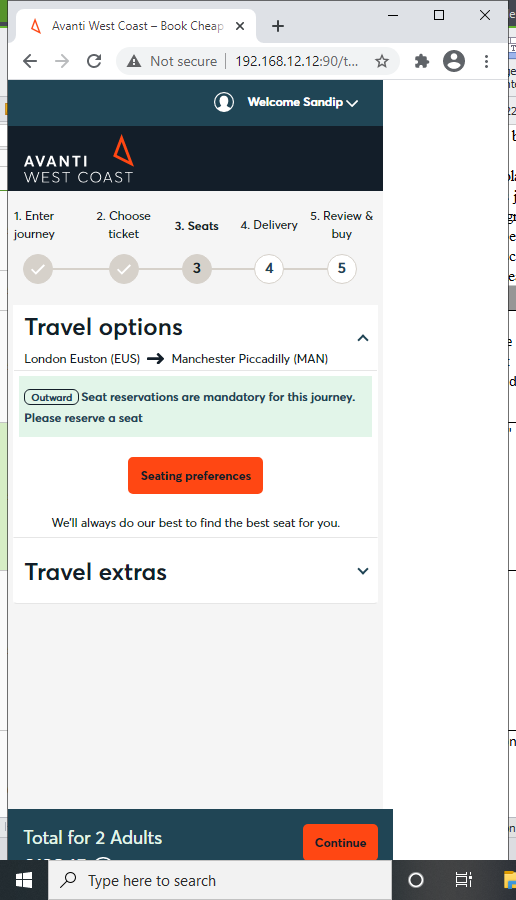 Avanti West Coast – Book Cheap
Not secure | 192.168.12.12:90/t...
Welcome Sandip
AVANTI
WEST COAST
1. Enter journey
2. Choose ticket
3. Seats
4. Delivery
5. Review & buy
3
4
5
Travel options
London Euston (EUS) → Manchester Piccadilly (MAN)
Outward Seat reservations are mandatory for this journey.
Please reserve a seat
Seating preferences
We'll always do our best to find the best seat for you.
Travel extras
Total for 2 Adults
Continue
Type here to search